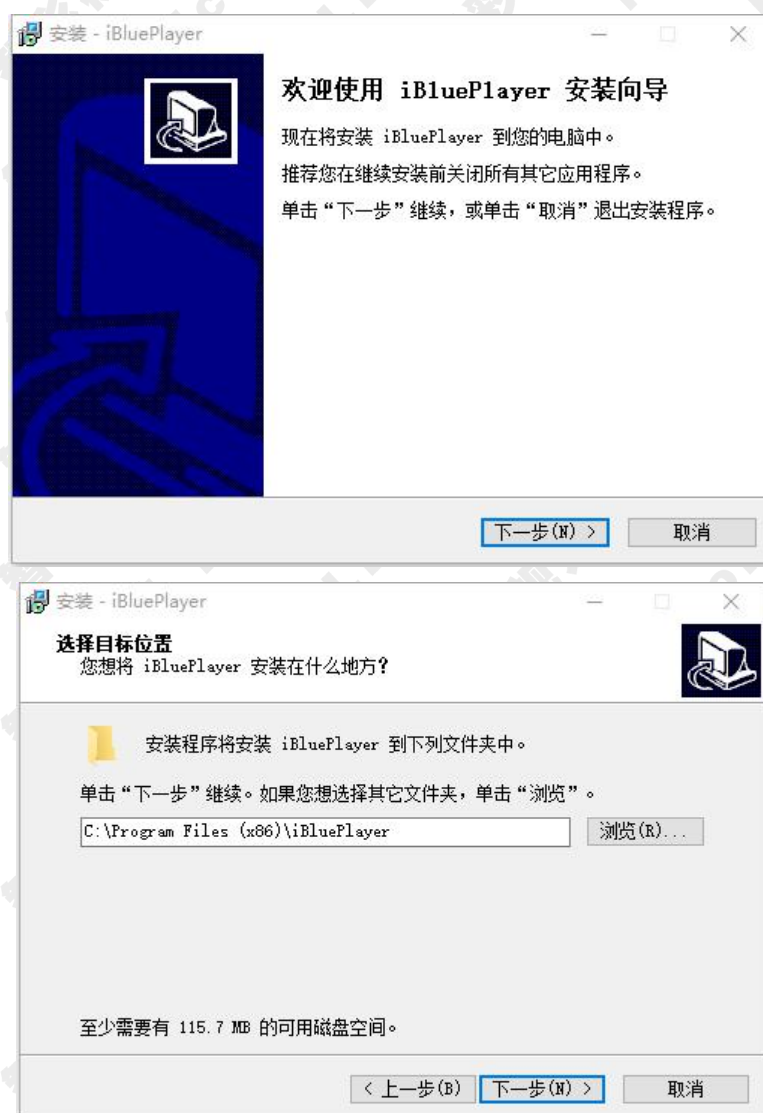 安装 - iBluePlayer
欢迎使用 iBluePlayer 安装向导
现在将安装 iBluePlayer 到您的电脑中。
推荐您在继续安装前关闭所有其它应用程序。
单击“下一步”继续，或单击“取消”退出安装程序。
下一步(N) >
取消
安装 - iBluePlayer
选择目标位置
您想将 iBluePlayer 安装在什么地方?
安装程序将安装 iBluePlayer 到下列文件夹中。
单击“下一步”继续。如果您想选择其它文件夹，单击“浏览”。
C:\Program Files (x86)\iBluePlayer
浏览(R)...
至少需要有 115.7 MB 的可用磁盘空间。
< 上一步(B)
下一步(N) >
取消